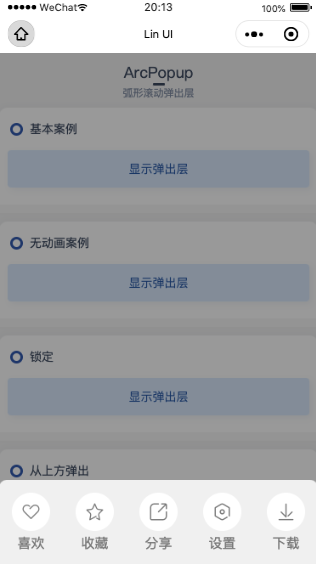 WeChat
20:13
100%
Lin UI
ArcPopup
弧形滚动弹出层
基本案例
显示弹出层
无动画案例
显示弹出层
锁定
显示弹出层
从上方弹出
喜欢
收藏
分享
设置
下载